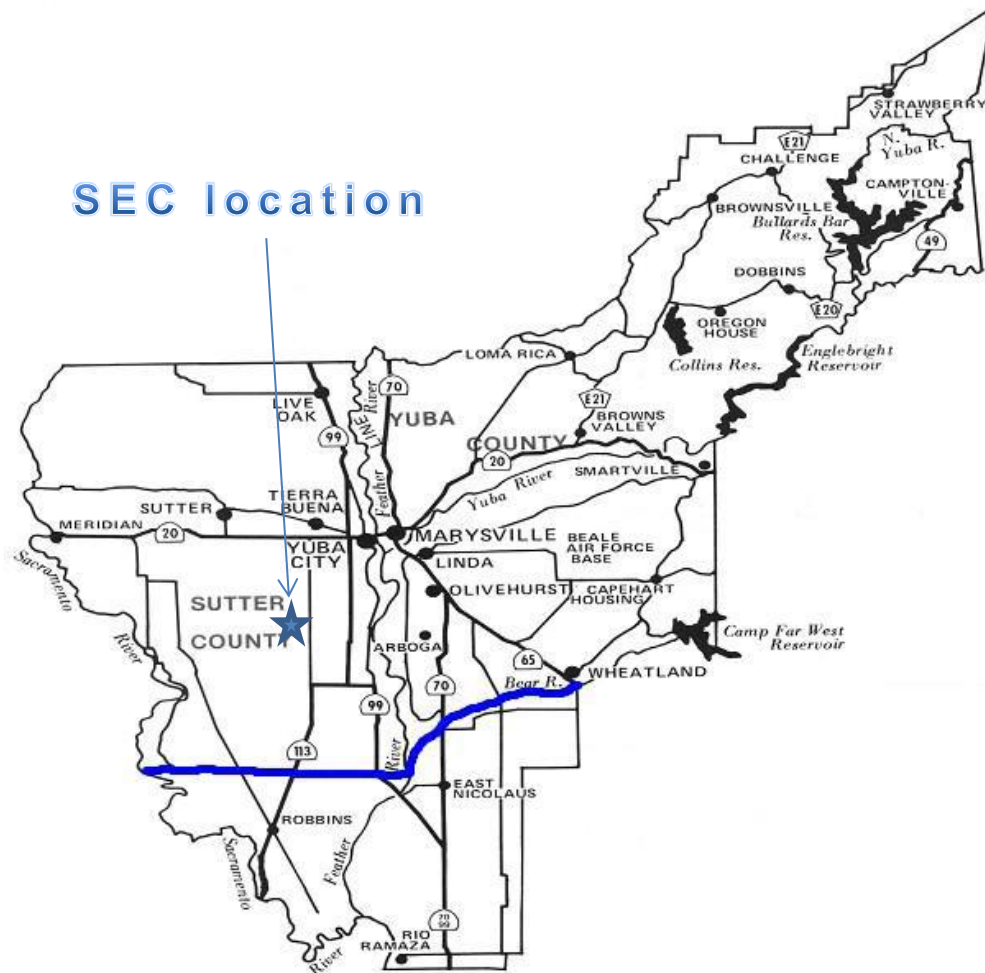 STRAWBERRY
VALLEY
E21
N.
Yuba R.
CHALLENGE
CAMPTON-
VILLE
SEC location
BROWNSVILLE
Bullards Bar
Res.
49
DOBBINS
E20
OREGON
HOUSE
Englebright
Reservoir
LOMA RICA
Collins Res.
70
LIVE
OAK
LINE
River
YUBA
E21
BROWNS
VALLEY
99
COUNTY
20
SMARTVILLE
Feather
Yuba River
TIERRA
BUENA
SUTTER
MERIDIAN
20
MARYSVILLE
YUBA
CITY
BEALE
AIR FORCE
BASE
LINDA
Sacramento
River
OLIVEHURST
CAPEHART
HOUSING
SUTTER
COUNTY
ARBOGA
Camp Far West
Reservoir
65
WHEATLAND
Bear R.
70
99
113
River
EAST
NICOLAUS
ROBBINS
Sacramento
River
Feather
70
99
RIO
RAMAZA